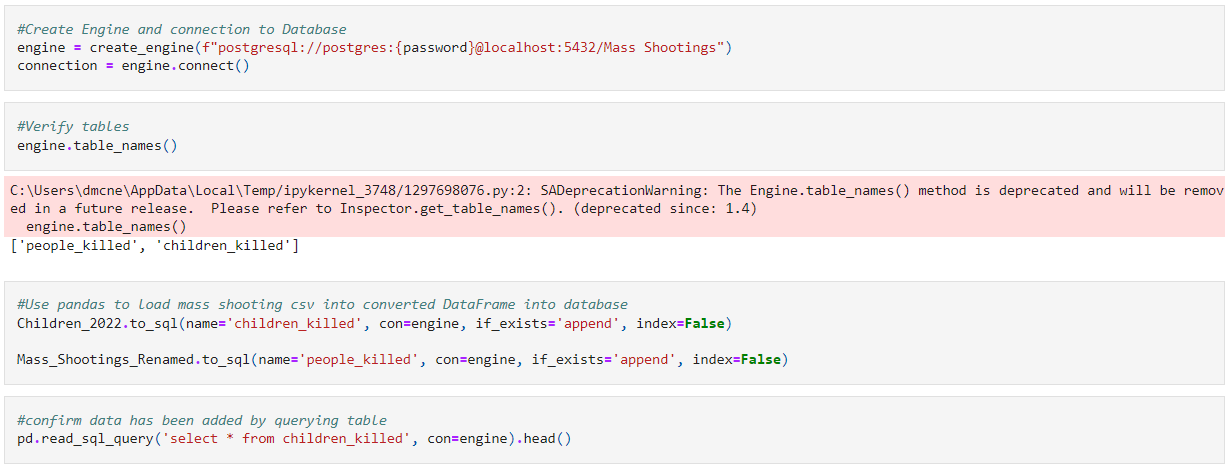 #Create Engine and connection to Database
engine = create_engine(f"postgresql://postgres:{password}@localhost:5432/Mass Shootings")
connection = engine.connect()
#Verify tables
engine.table_names()
C:\Users\dmcne\AppData\Local\Temp/ipykernel_3748/1297698076.py:2: SADeprecationWarning: The Engine.table_names() method is deprecated and will be remov
ed in a future release.  Please refer to Inspector.get_table_names(). (deprecated since: 1.4)
  engine.table_names()
['people_killed', 'children_killed']
#Use pandas to load mass shooting csv into converted DataFrame into database
Children_2022.to_sql(name='children_killed', con=engine, if_exists='append', index=False)
Mass_Shootings_Renamed.to_sql(name='people_killed', con=engine, if_exists='append', index=False)
#confirm data has been added by querying table
pd.read_sql_query('select * from children_killed', con=engine).head()